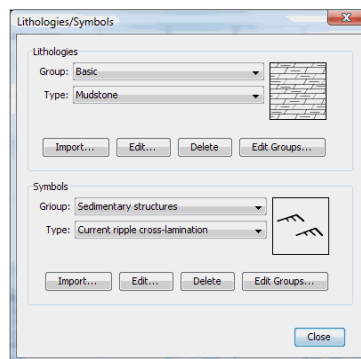 Lithologies/Symbols
Lithologies
Group: Basic
Type: Mudstone
Import... Edit... Delete Edit Groups...
Symbols
Grioup: Sedimentary structures
Type: Current ripple cross-lamination
Import... Edit... Delete Edit Groups...
Close